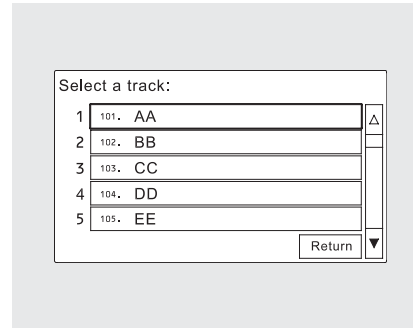 Select a track:
1 101. AA
2 102. BB
3 103. CC
4 104. DD
5 105. EE
Return